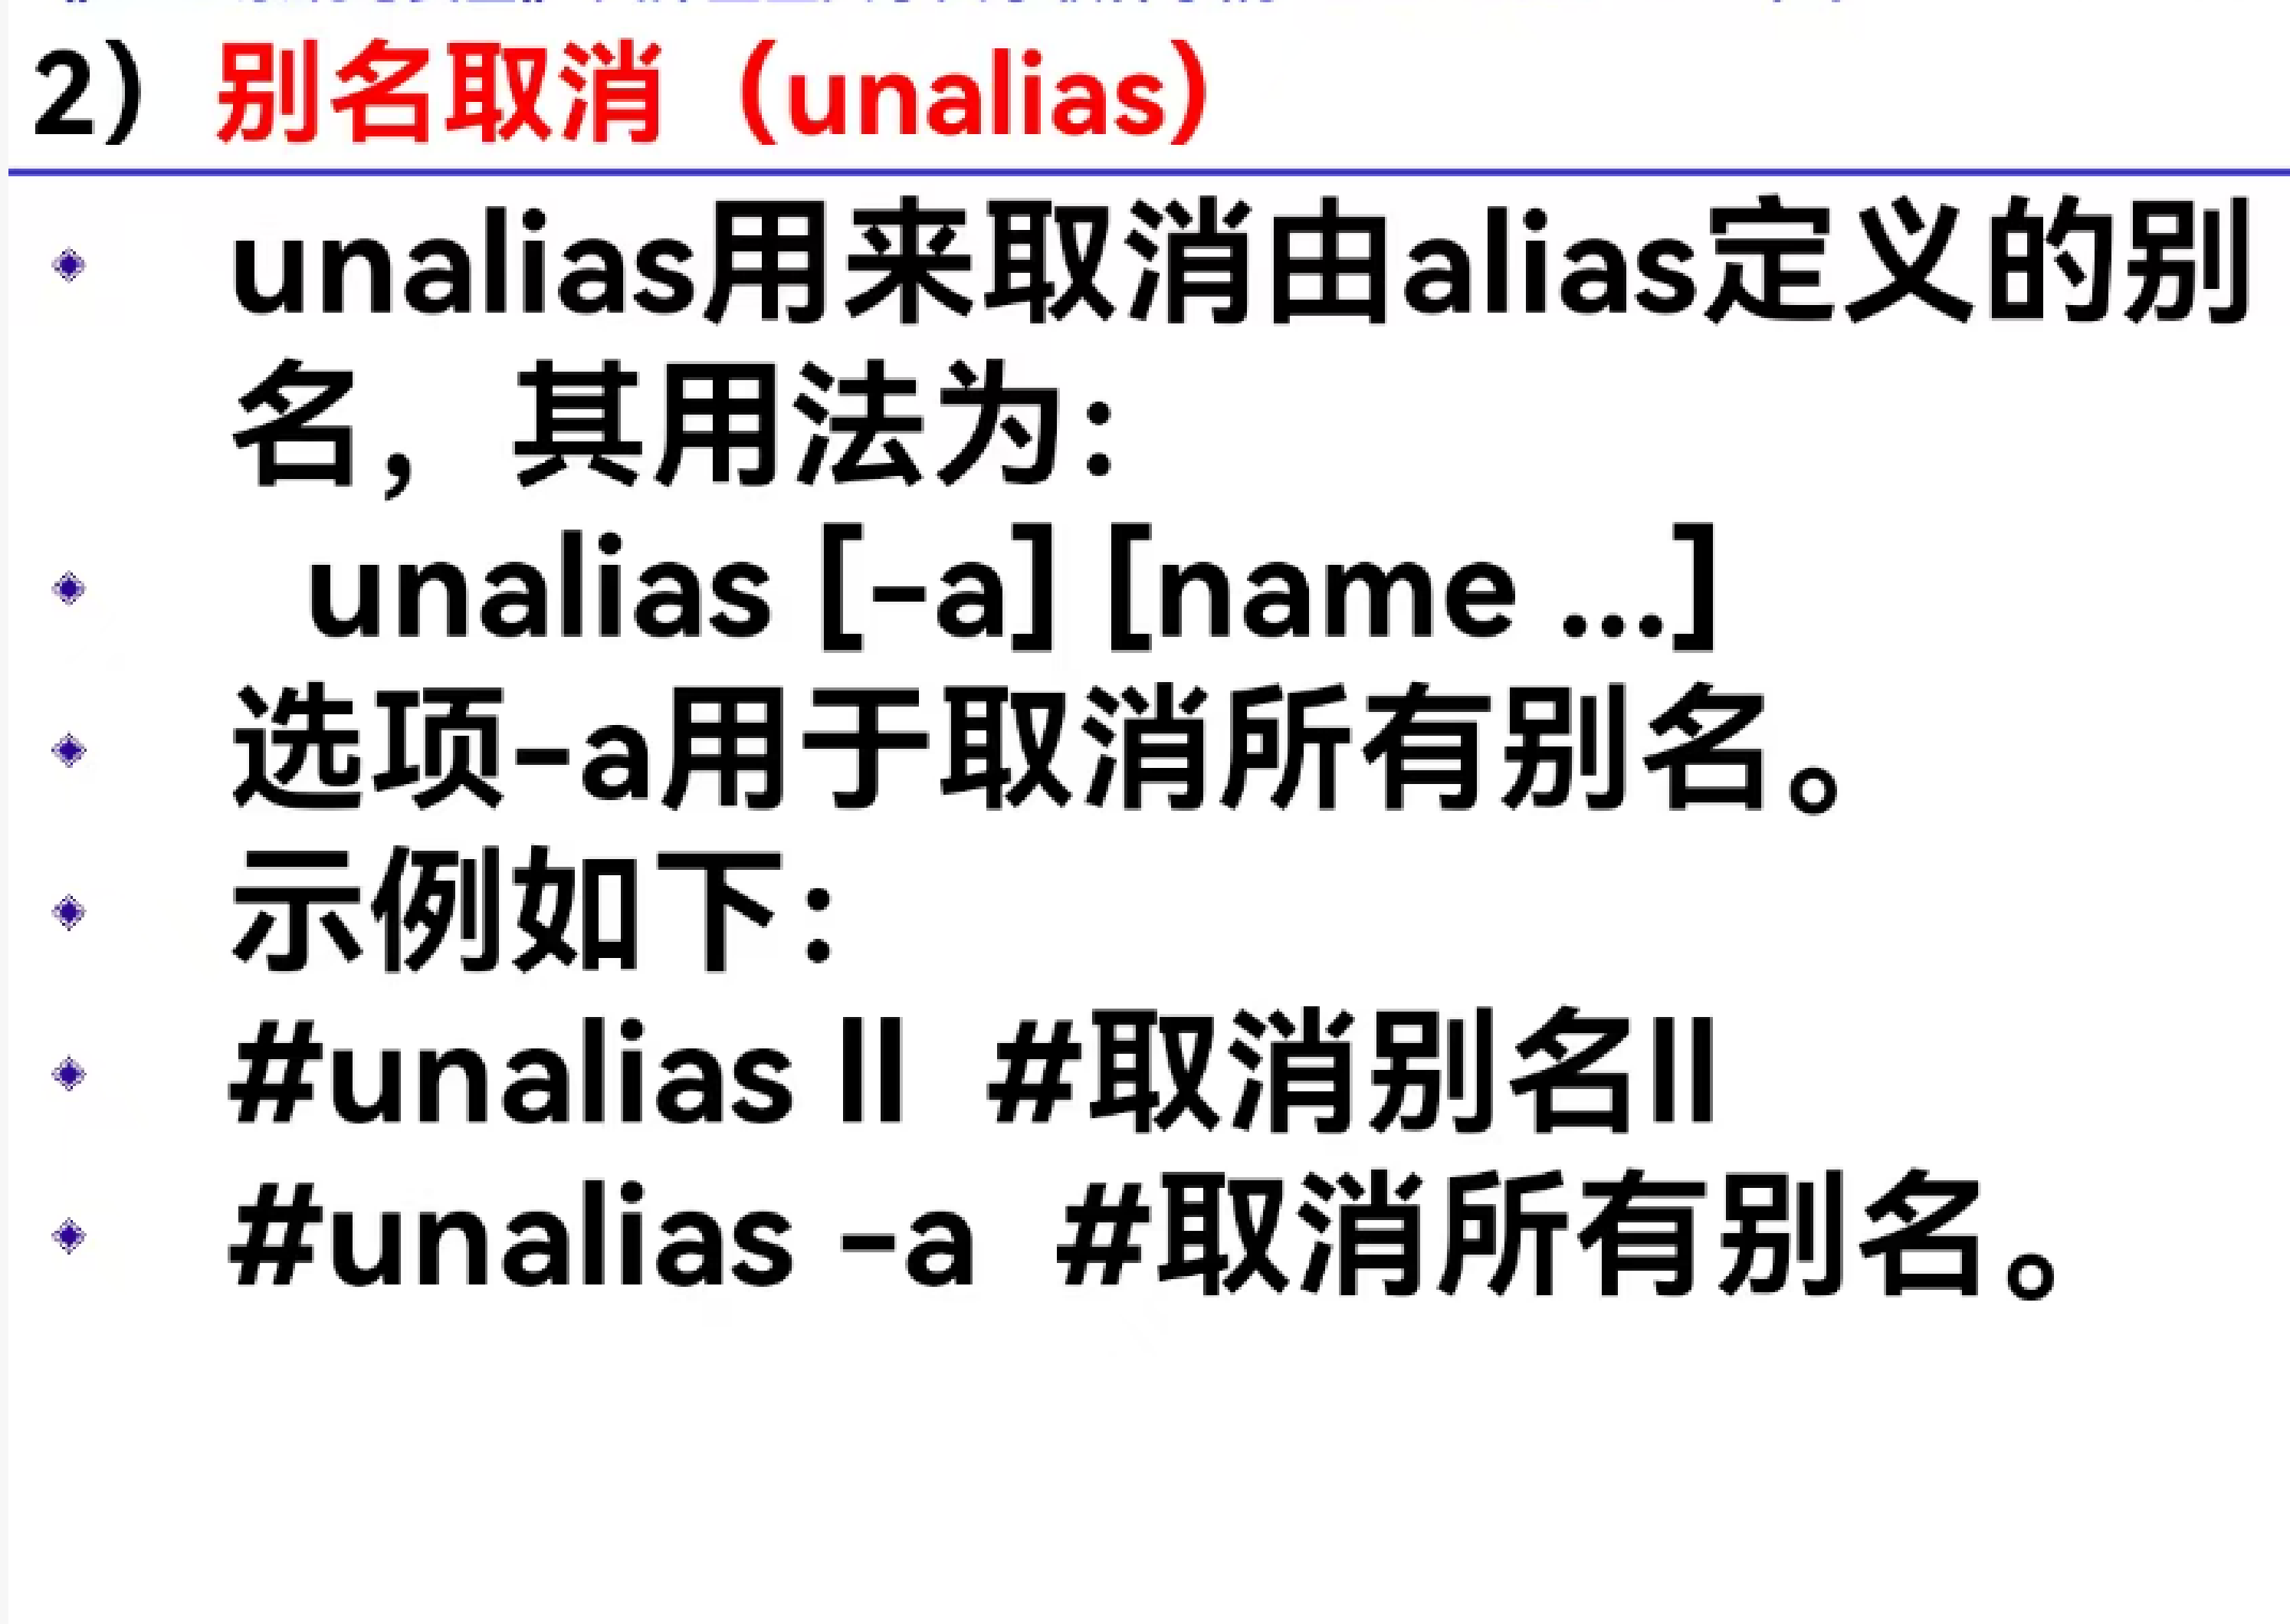 2）别名取消（unalias）
unalias用来取消由alias定义的别
名，其用法为：
unalias [-a] [name ...]
选项-a用于取消所有别名。
示例如下：
#unalias ll  #取消别名ll
#unalias -a  #取消所有别名。